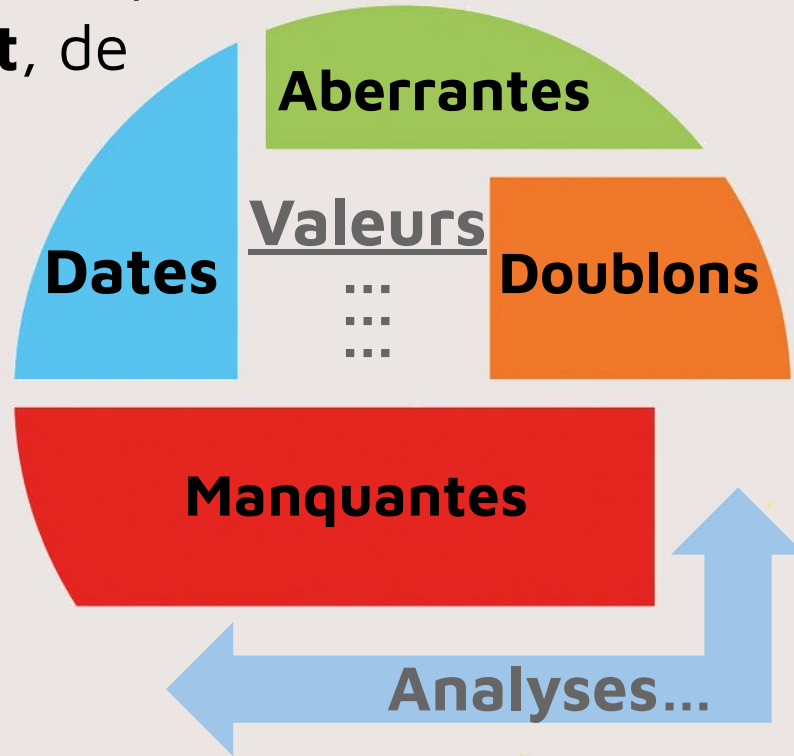 t, de
Aberrantes
Valeurs
Dates
Doublons
...
...
...
Manquantes
Analyses...